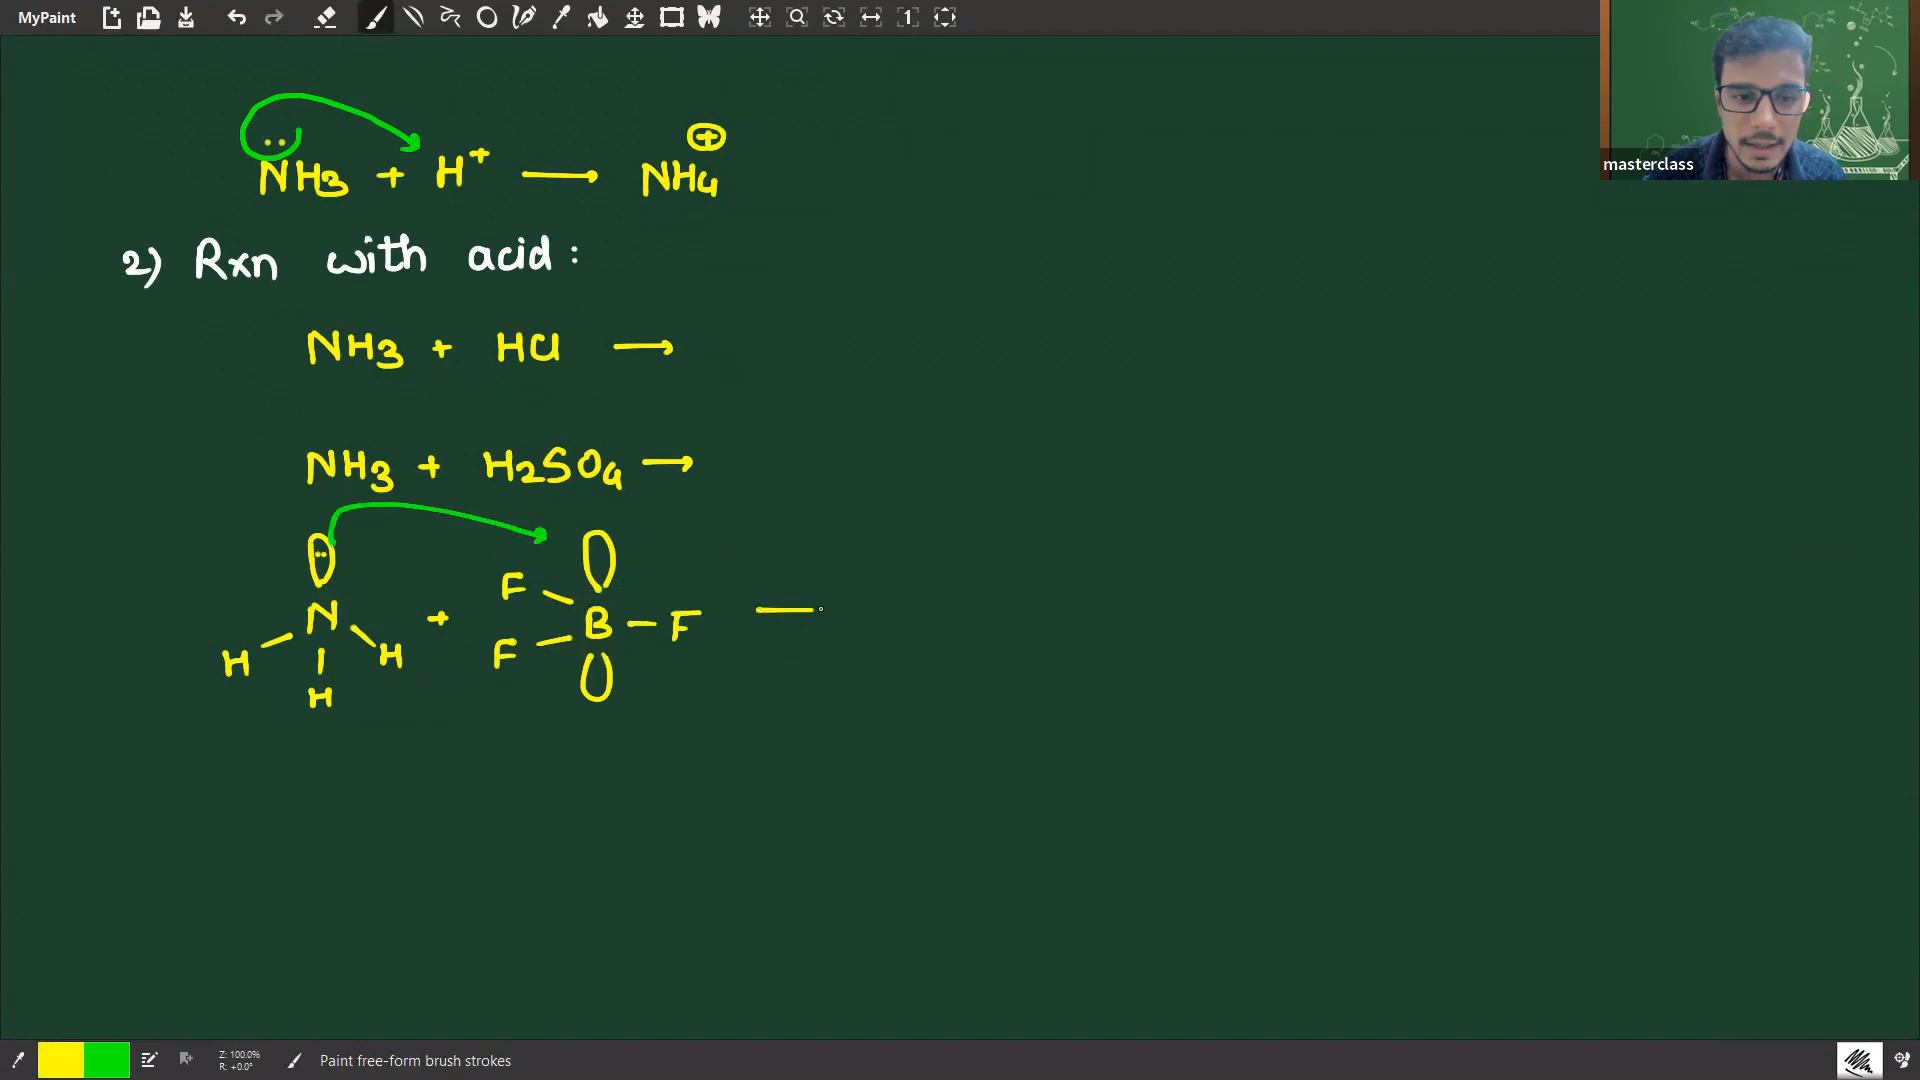 MyPaint
masterclass
NH3 + H+ → NH4 ⊕
2) Rxn with acid :
NH3 + HCl →
NH3 + H2SO4 →
F
N + B – F
H H F
H
Z: 100.0%
R: +0.0°
Paint free-form brush strokes